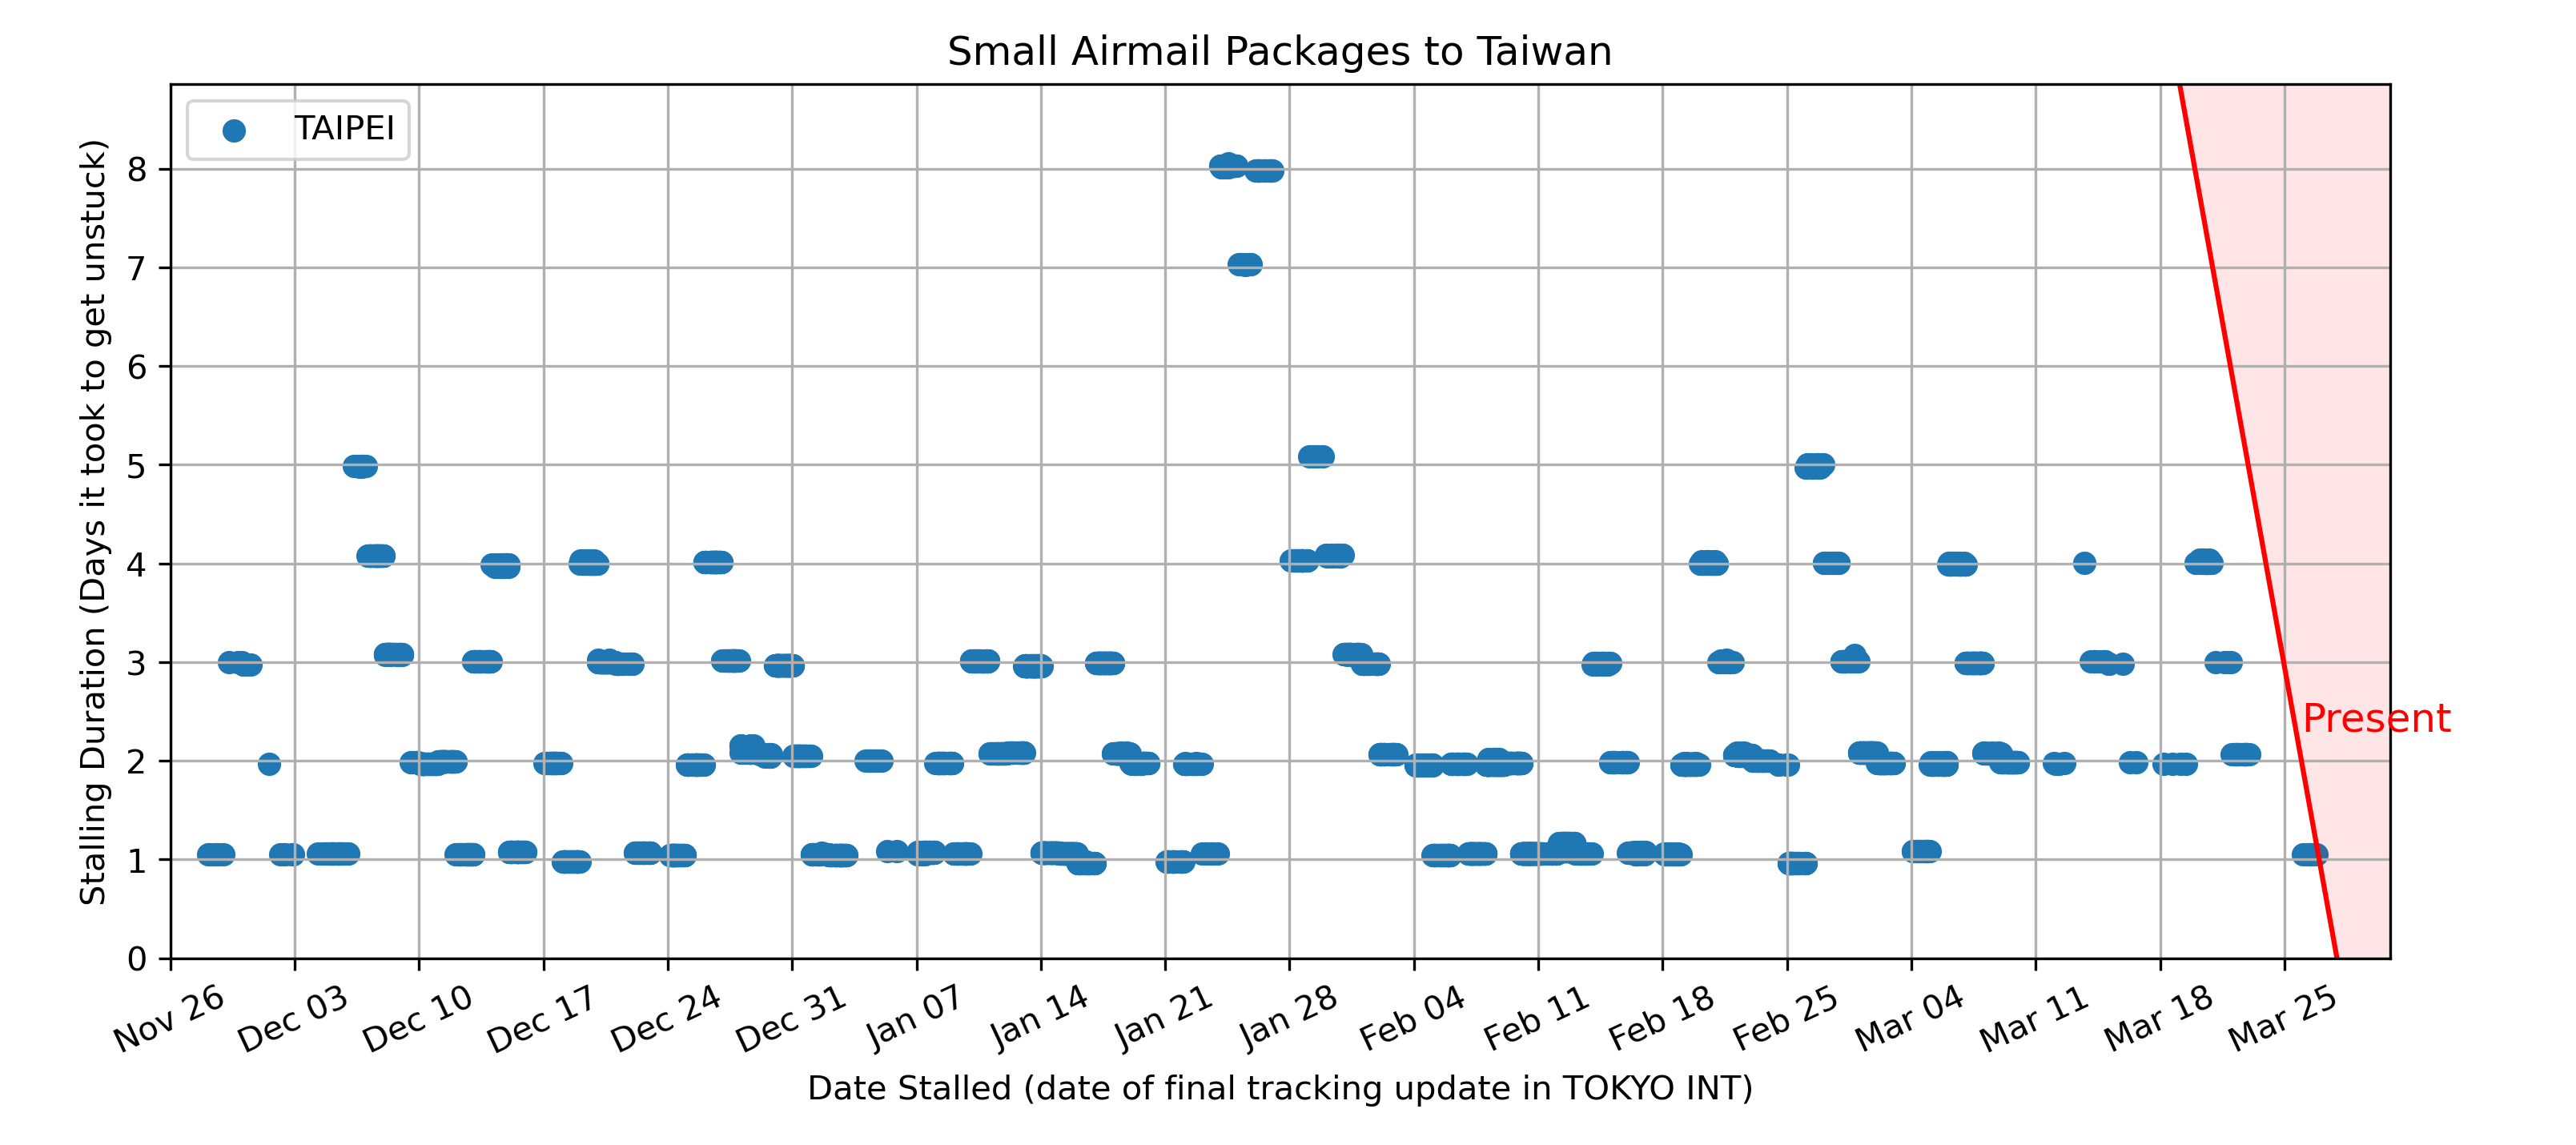 Small Airmail Packages to Taiwan
TAIPEI
Stalling Duration (Days it took to get unstuck)
8
7
6
5
4
3
2
1
0
Present
Nov 26
Dec 03
Dec 10
Dec 17
Dec 24
Dec 31
Jan 07
Jan 14
Jan 21
Jan 28
Feb 04
Feb 11
Feb 18
Feb 25
Mar 04
Mar 11
Mar 18
Mar 25
Date Stalled (date of final tracking update in TOKYO INT)